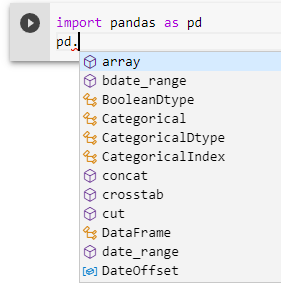 import pandas as pd
pd.
array
bdate_range
BooleanDtype
Categorical
CategoricalDtype
CategoricalIndex
concat
crosstab
cut
DataFrame
date_range
DateOffset